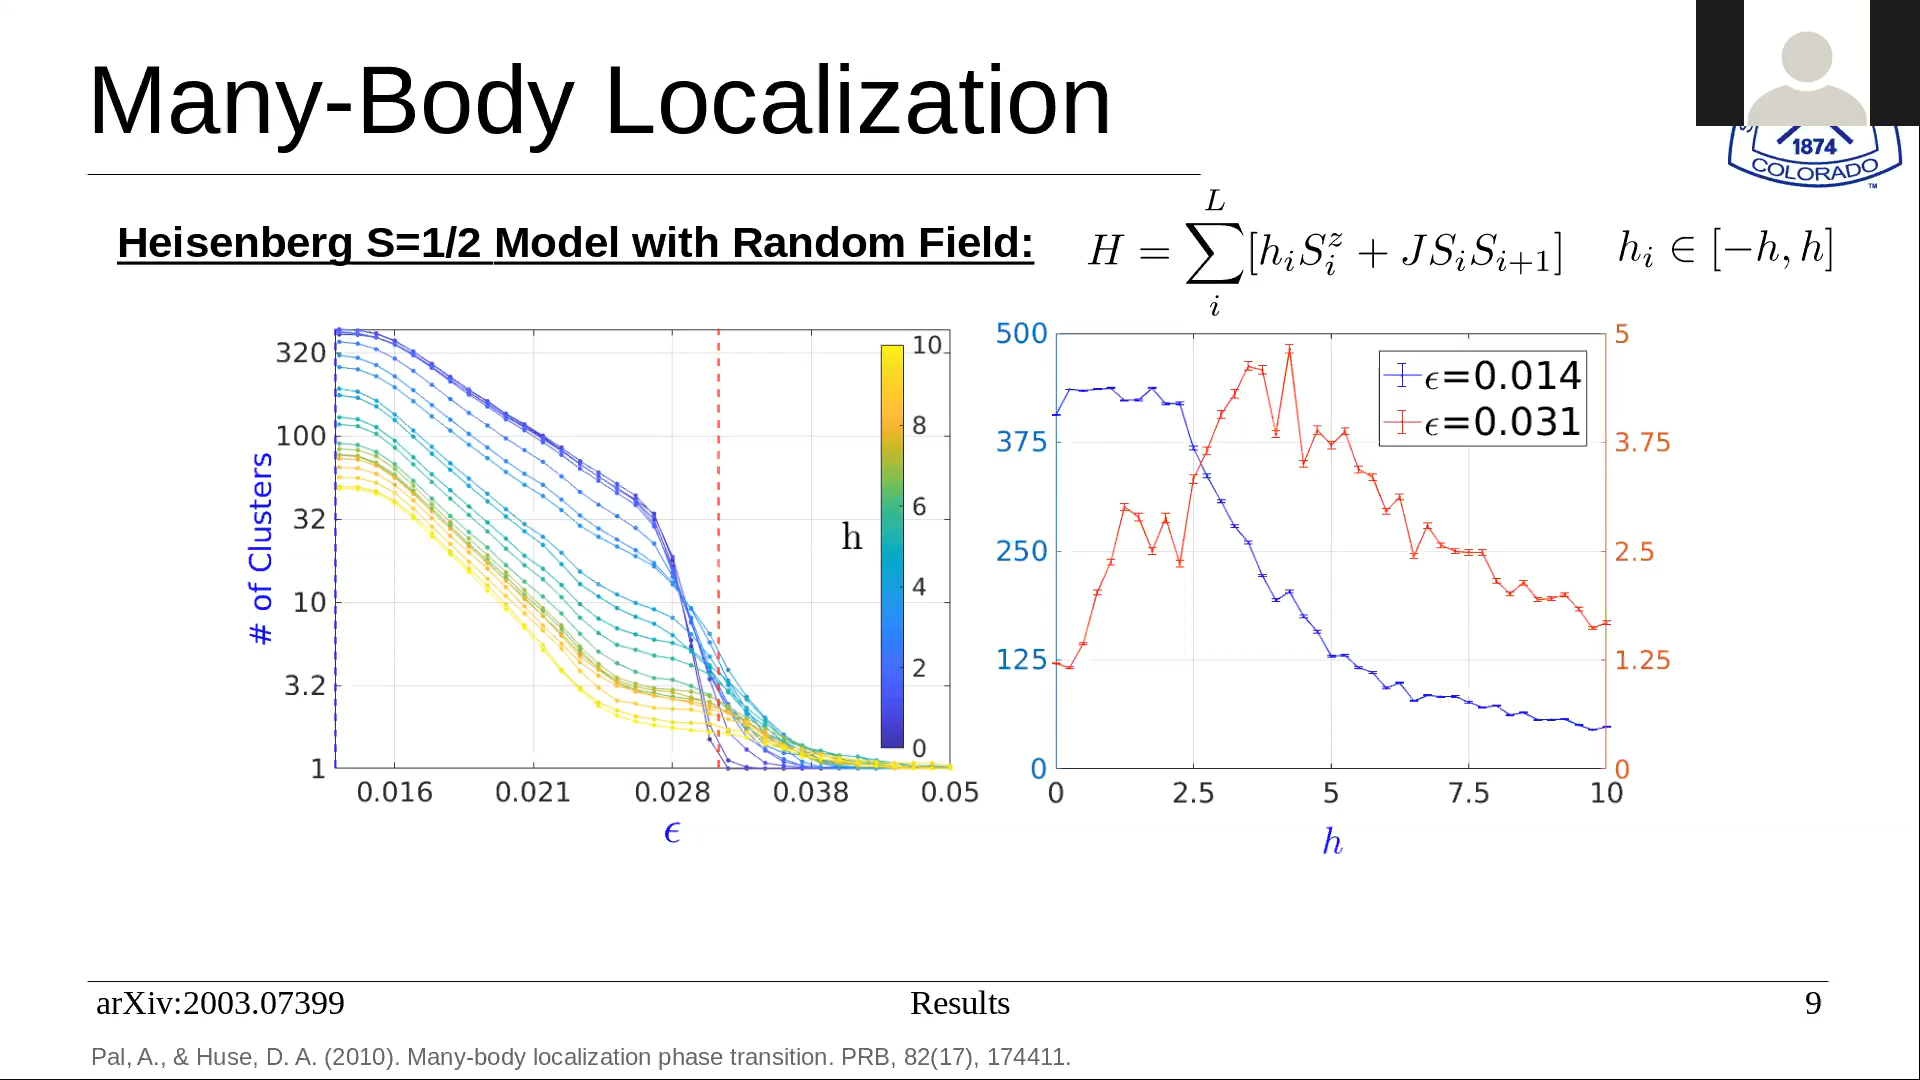 Many-Body Localization
1874
COLORADO
TM
Heisenberg S=1/2 Model with Random Field:
H = \sum_{i}^{L} [h_i S_i^z + J S_i S_{i+1}]
h_i ∈ [−h, h]
# of Clusters
320
100
32
10
3.2
1
0.016
0.021
0.028
0.038
0.05
ϵ
h
10
8
6
4
2
0
500
375
250
125
0
5
3.75
2.5
1.25
0
ϵ=0.014
ϵ=0.031
0
2.5
5
7.5
10
h
arXiv:2003.07399
Results
9
Pal, A., & Huse, D. A. (2010). Many-body localization phase transition. PRB, 82(17), 174411.